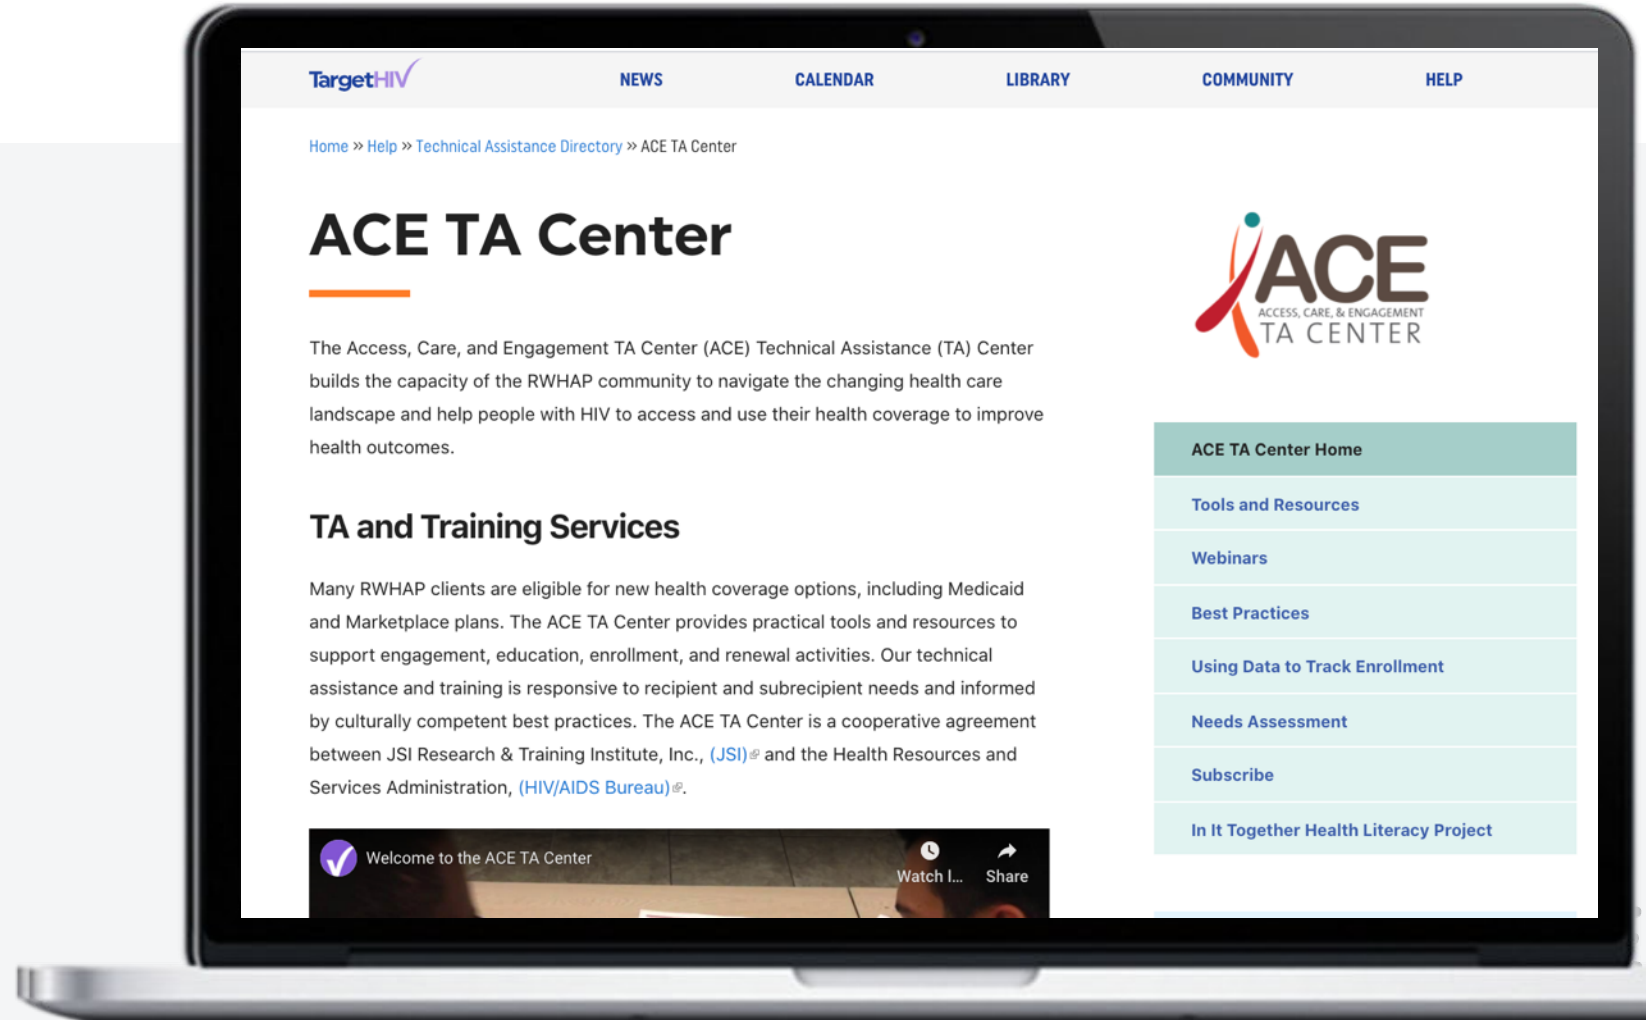 TargetHIV
NEWS
CALENDAR
LIBRARY
COMMUNITY
HELP
Home » Help » Technical Assistance Directory » ACE TA Center
ACE TA Center
The Access, Care, and Engagement TA Center (ACE) Technical Assistance (TA) Center
builds the capacity of the RWHAP community to navigate the changing health care
landscape and help people with HIV to access and use their health coverage to improve
health outcomes.
TA and Training Services
Many RWHAP clients are eligible for new health coverage options, including Medicaid
and Marketplace plans. The ACE TA Center provides practical tools and resources to
support engagement, education, enrollment, and renewal activities. Our technical
assistance and training is responsive to recipient and subrecipient needs and informed
by culturally competent best practices. The ACE TA Center is a cooperative agreement
between JSI Research & Training Institute, Inc., (JSI) and the Health Resources and
Services Administration, (HIV/AIDS Bureau).
Welcome to the ACE TA Center
Watch l...
Share
ACE
ACCESS, CARE, & ENGAGEMENT
TA CENTER
ACE TA Center Home
Tools and Resources
Webinars
Best Practices
Using Data to Track Enrollment
Needs Assessment
Subscribe
In It Together Health Literacy Project